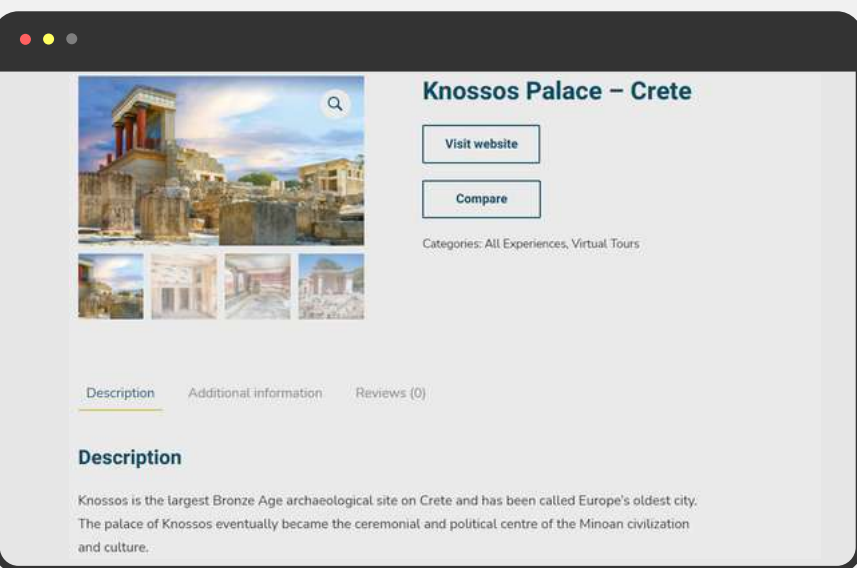 Knossos Palace – Crete
Visit website
Compare
Categories: All Experiences, Virtual Tours
Description
Additional information
Reviews (0)
Description
Knossos is the largest Bronze Age archaeological site on Crete and has been called Europe's oldest city.
The palace of Knossos eventually became the ceremonial and political centre of the Minoan civilization
and culture.